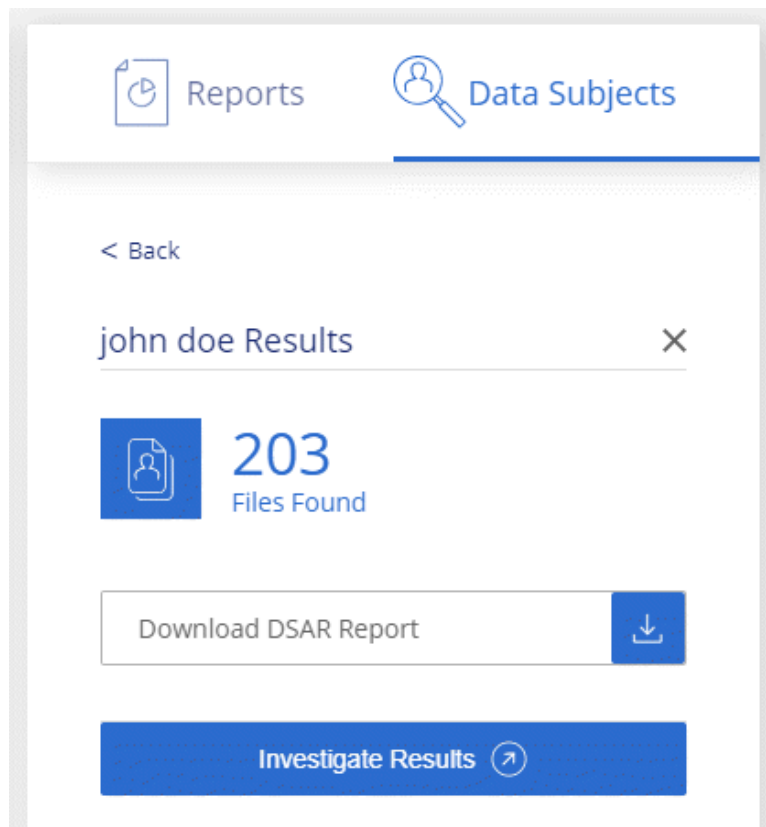 Reports
Data Subjects
< Back
john doe Results
203
Files Found
Download DSAR Report
Investigate Results